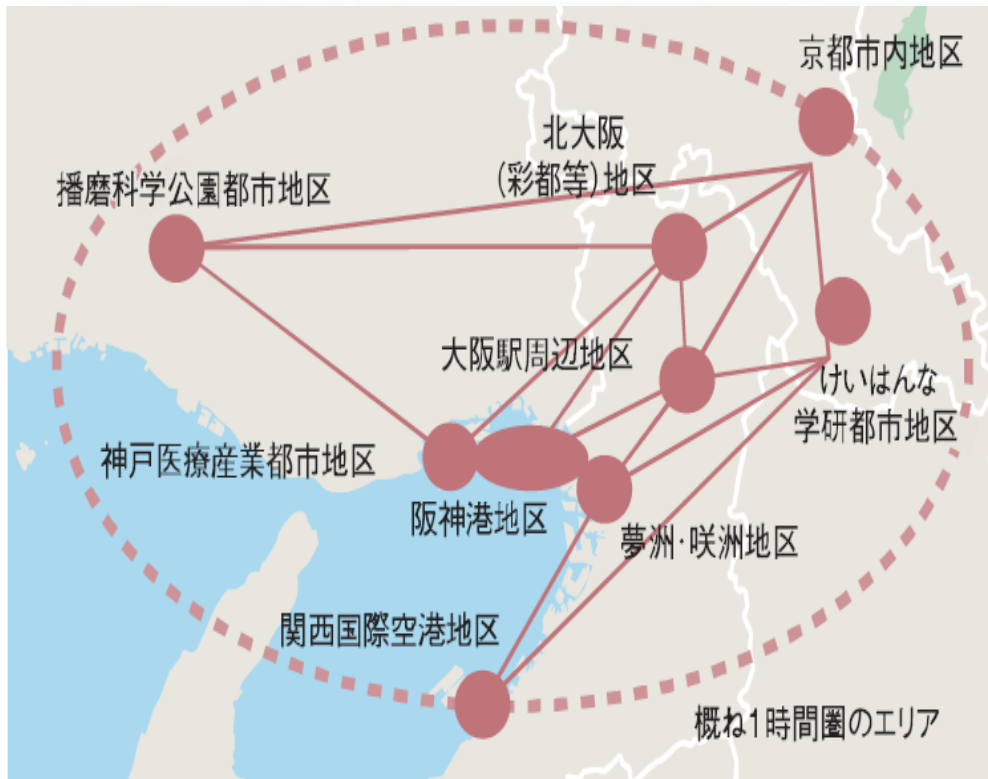 京都市内地区
北大阪
(彩都等)地区
播磨科学公園都市地区
大阪駅周辺地区
けいはんな
学研都市地区
神戸医療産業都市地区
阪神港地区
夢洲・咲洲地区
関西国際空港地区
概ね1時間圏のエリア